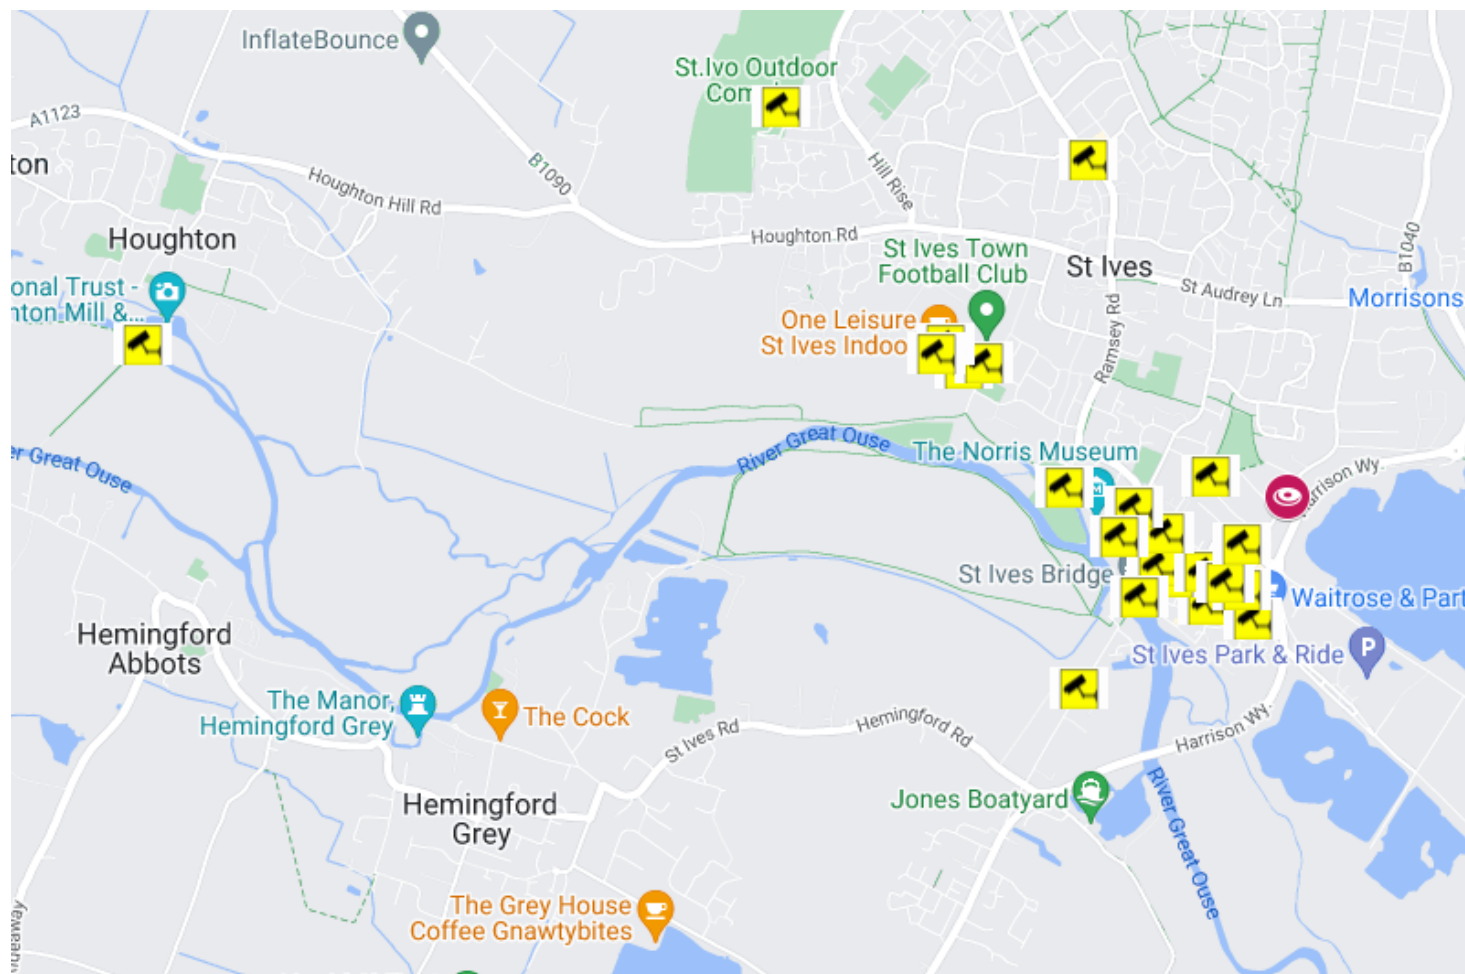 InflateBounce
St.Ivo Outdoor
A1123
ton
B1090
Hill Rise
Houghton Hill Rd
Houghton
Houghton Rd
St Ives Town
Football Club
St Ives
B1040
St Audrey Ln
Morrisons
onal Trust -
nton Mill &...
One Leisure
St Ives Indoo
Ramsey Rd
River Great Ouse
The Norris Museum
er Great Ouse
Harrison Wy.
St Ives Bridge
Waitrose & Part
Hemingford
Abbots
St Ives Park & Ride
P
The Manor,
Hemingford Grey
The Cock
St Ives Rd
Hemingford Rd
Harrison Wy.
Hemingford
Grey
Jones Boatyard
River Great Ouse
The Grey House
Coffee Gnawtybites